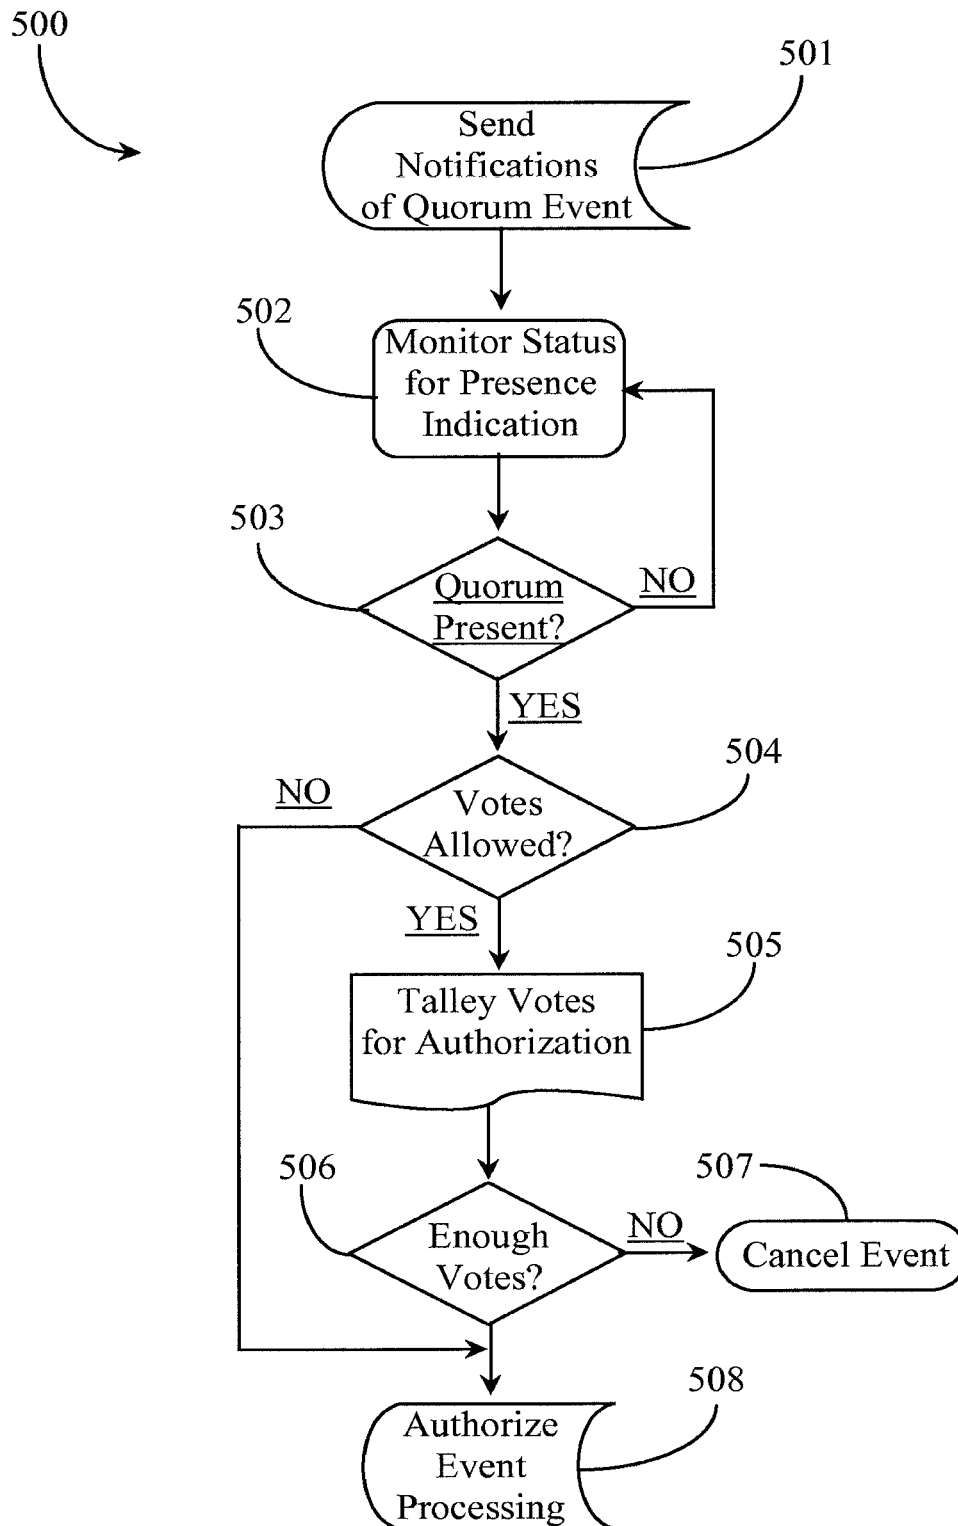 500
501
Send
Notifications
of Quorum Event
502
Monitor Status
for Presence
Indication
503
Quorum
Present?
NO
YES
504
NO
Votes
Allowed?
YES
505
Talley Votes
for Authorization
506
507
Enough
Votes?
NO
Cancel Event
508
Authorize
Event
Processing